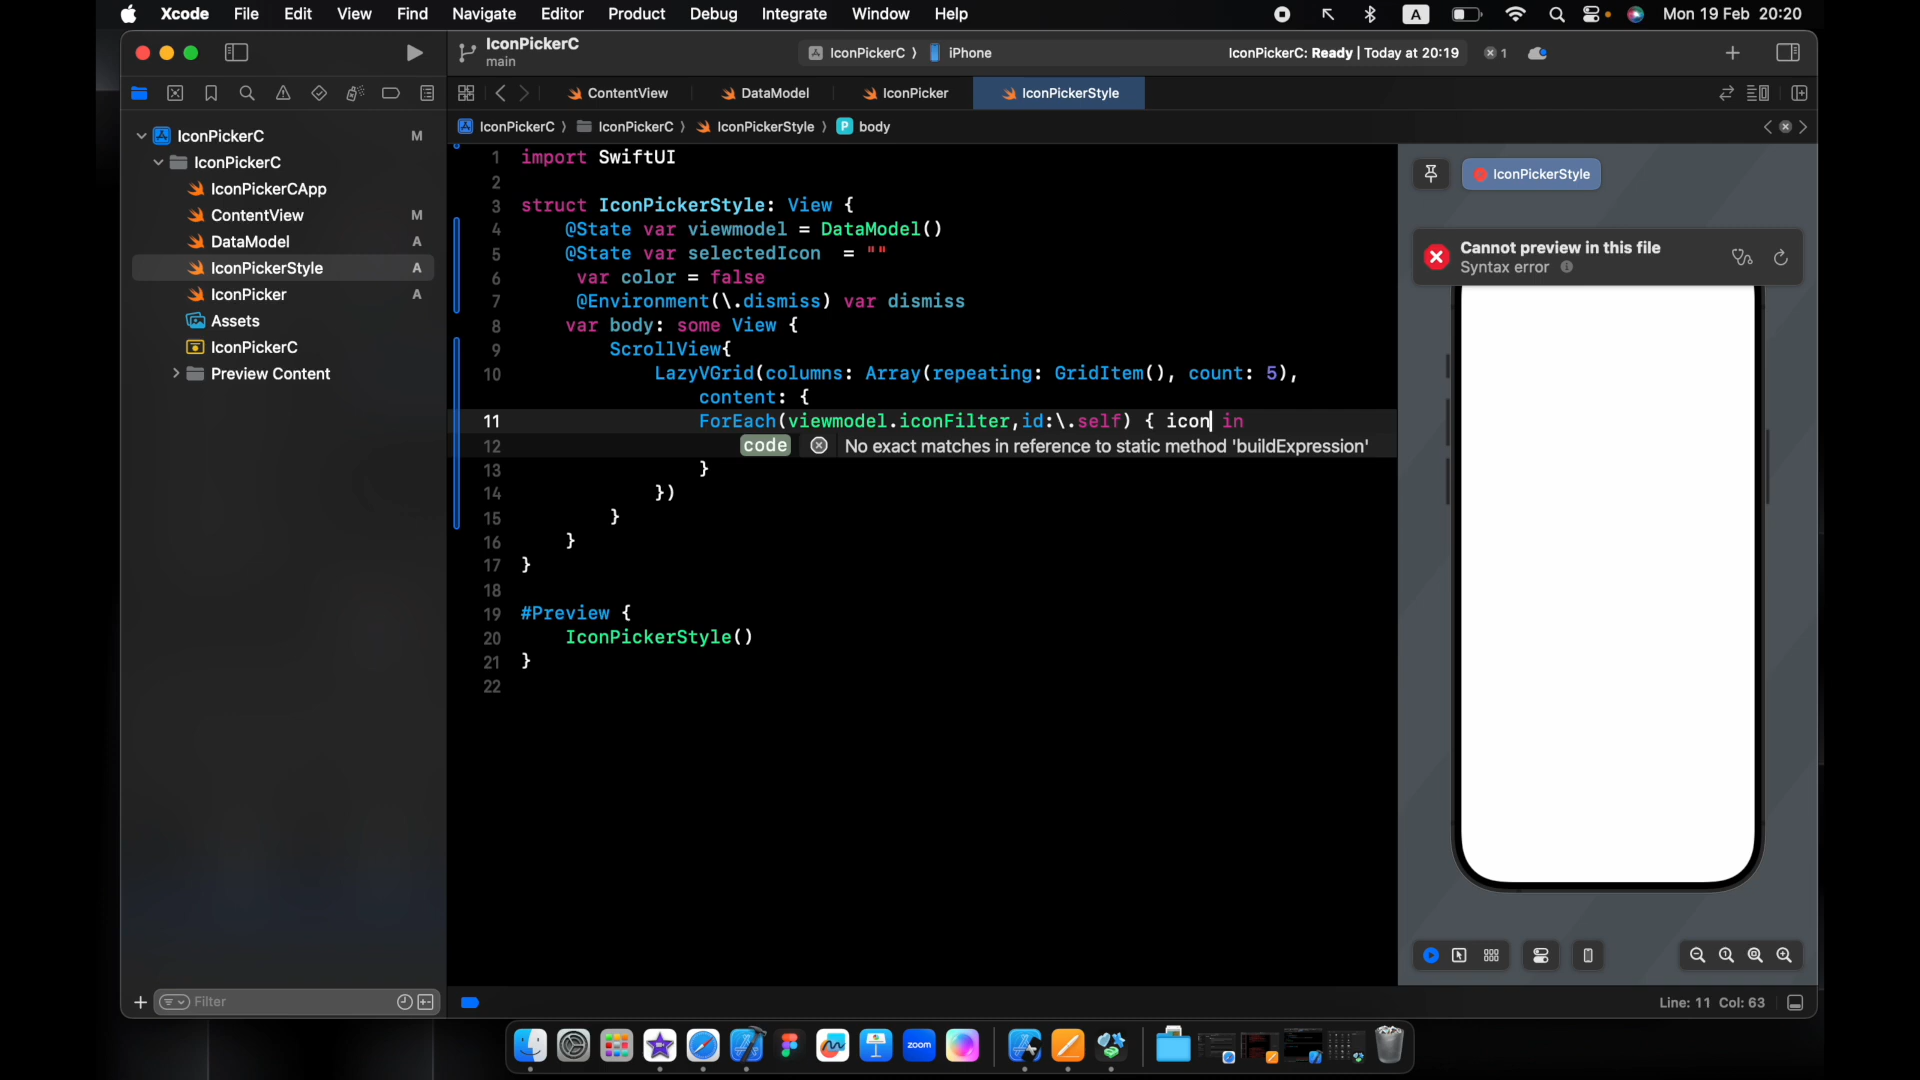 Xcode File Edit View Find Navigate Editor Product Debug Integrate Window Help A Mon 19 Feb 20:20
IconPickerC
main
IconPickerC ⟩ iPhone
IconPickerC: Ready | Today at 20:19
1
ContentView DataModel IconPicker IconPickerStyle
IconPickerC ⟩ IconPickerC ⟩ IconPickerStyle ⟩ P body
IconPickerC M
IconPickerC
IconPickerCApp
ContentView M
DataModel A
IconPickerStyle A
IconPicker A
Assets
IconPickerC
Preview Content
1 import SwiftUI
2
3 struct IconPickerStyle: View {
4 @State var viewmodel = DataModel()
5 @State var selectedIcon = ""
6 var color = false
7 @Environment(\.dismiss) var dismiss
8 var body: some View {
9 ScrollView{
10 LazyVGrid(columns: Array(repeating: GridItem(), count: 5),
content: {
11 ForEach(viewmodel.iconFilter,id:\.self) { icon in
12 code No exact matches in reference to static method 'buildExpression'
13 }
14 })
15 }
16 }
17 }
18
19 #Preview {
20 IconPickerStyle()
21 }
22
IconPickerStyle
Cannot preview in this file
Syntax error
Filter
Line: 11 Col: 63
zoom